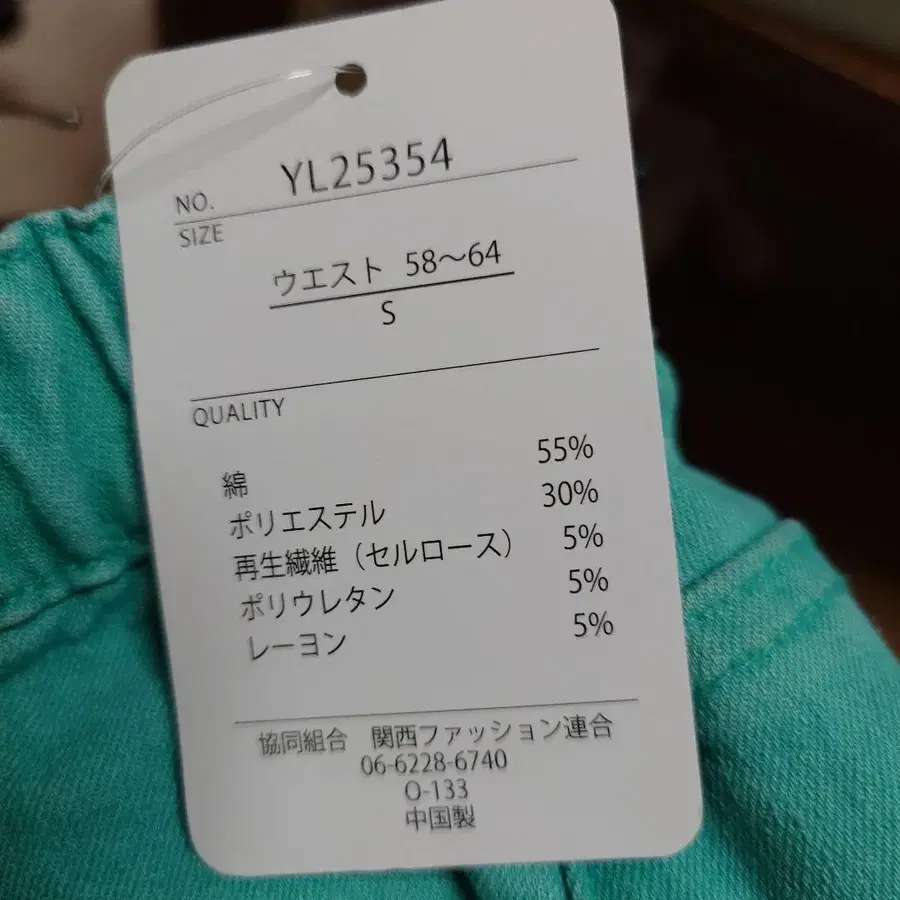 NO. YL25354
SIZE
ウエスト 58～64
S
QUALITY
綿 55%
ポリエステル 30%
再生繊維（セルロース） 5%
ポリウレタン 5%
レーヨン 5%
協同組合 関西ファッション連合
06-6228-6740
O-133
中国製